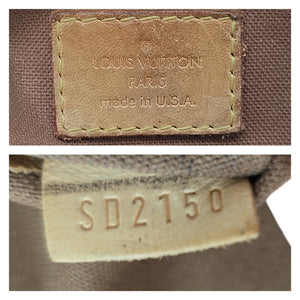 LOUIS VUITTON
PARIS
made in U.S.A.
SD2150